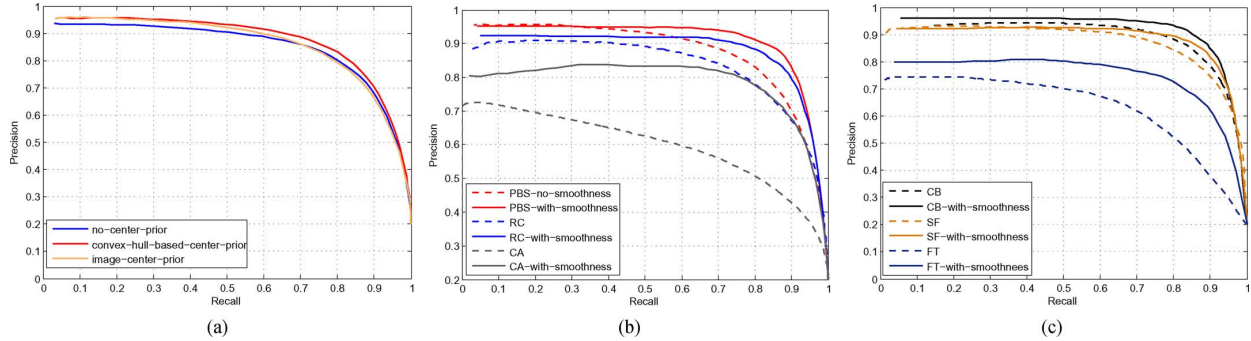 1
0.9
0.8
0.7
0.6
0.5
0.4
0.3
0.2
0.1
0
Precision
no-center-prior
convex-hull-based-center-prior
image-center-prior
0 0.1 0.2 0.3 0.4 0.5 0.6 0.7 0.8 0.9 1
Recall
(a)
1
0.9
0.8
0.7
0.6
0.5
0.4
0.3
0.2
Precision
PBS-no-smoothness
PBS-with-smoothness
RC
RC-with-smoothness
CA
CA-with-smoothness
0 0.1 0.2 0.3 0.4 0.5 0.6 0.7 0.8 0.9 1
Recall
(b)
1
0.9
0.8
0.7
0.6
0.5
0.4
0.3
0.2
0.1
0
Precision
CB
CB-with-smoothness
SF
SF-with-smoothness
FT
FT-with-smoothnees
0 0.1 0.2 0.3 0.4 0.5 0.6 0.7 0.8 0.9 1
Recall
(c)